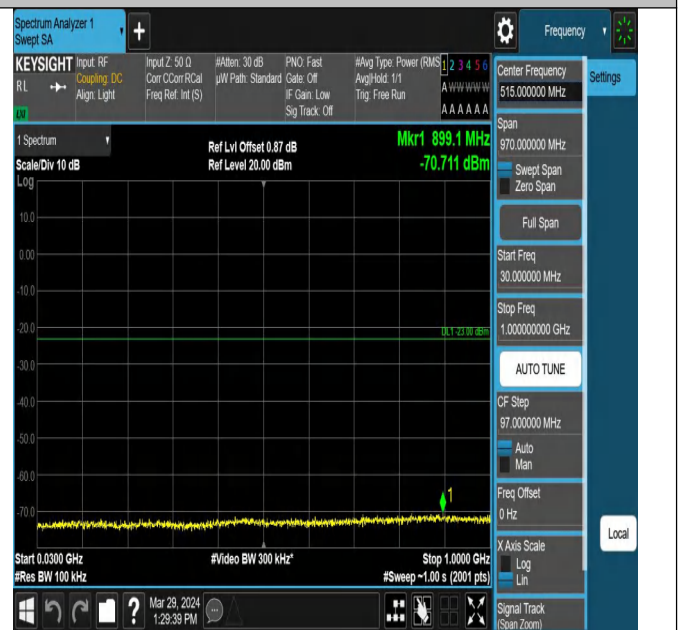 Spectrum Analyzer 1
Swept SA
Frequency
KEYSIGHT
RL
Input: RF
Coupling: DC
Align: Light
Input Z: 50 Ω
Corr CCorr RCal
Freq Ref: Int (S)
#Atten: 30 dB
µW Path: Standard
PNO: Fast
Gate: Off
IF Gain: Low
Sig Track: Off
#Avg Type: Power (RMS
Avg|Hold: 1/1
Trig: Free Run
1 2 3 4 5 6
A W W W W W
A A A A A A
1 Spectrum
Scale/Div 10 dB
Log
Ref Lvl Offset 0.87 dB
Ref Level 20.00 dBm
Mkr1 899.1 MHz
-70.711 dBm
10.0
0.00
-10.0
-20.0
DL1 -23.00 dBm
-30.0
-40.0
-50.0
-60.0
1
-70.0
Start 0.0300 GHz
#Video BW 300 kHz*
Stop 1.0000 GHz
#Res BW 100 kHz
#Sweep ~1.00 s (2001 pts)
Mar 29, 2024
1:29:39 PM
Center Frequency
515.000000 MHz
Settings
Span
970.000000 MHz
Swept Span
Zero Span
Full Span
Start Freq
30.000000 MHz
Stop Freq
1.000000000 GHz
AUTO TUNE
CF Step
97.000000 MHz
Auto
Man
Freq Offset
0 Hz
Local
X Axis Scale
Log
Lin
Signal Track
(Span Zoom)